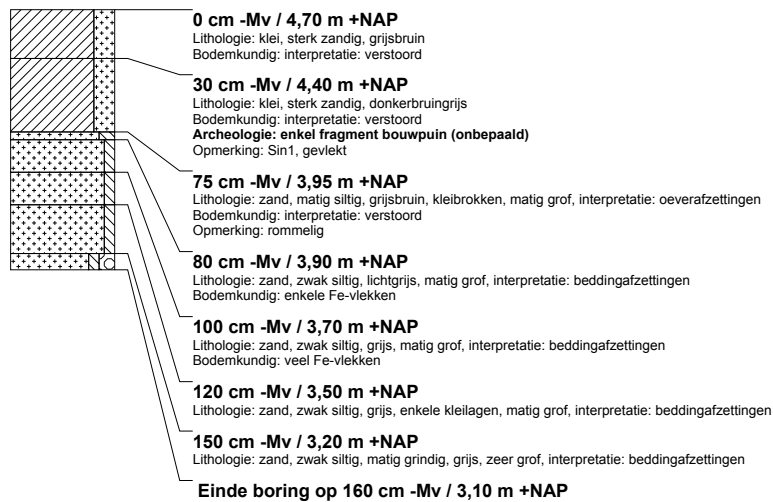 0 cm -Mv / 4,70 m +NAP
Lithologie: klei, sterk zandig, grijsbruin
Bodemkundig: interpretatie: verstoord
30 cm -Mv / 4,40 m +NAP
Lithologie: klei, sterk zandig, donkerbruingrijs
Bodemkundig: interpretatie: verstoord
Archeologie: enkel fragment bouwpuin (onbepaald)
Opmerking: Sin1, gevlekt
75 cm -Mv / 3,95 m +NAP
Lithologie: zand, matig siltig, grijsbruin, kleibrokken, matig grof, interpretatie: oeverafzettingen
Bodemkundig: interpretatie: verstoord
Opmerking: rommelig
80 cm -Mv / 3,90 m +NAP
Lithologie: zand, zwak siltig, lichtgrijs, matig grof, interpretatie: beddingafzettingen
Bodemkundig: enkele Fe-vlekken
100 cm -Mv / 3,70 m +NAP
Lithologie: zand, zwak siltig, grijs, matig grof, interpretatie: beddingafzettingen
Bodemkundig: veel Fe-vlekken
120 cm -Mv / 3,50 m +NAP
Lithologie: zand, zwak siltig, grijs, enkele kleilagen, matig grof, interpretatie: beddingafzettingen
150 cm -Mv / 3,20 m +NAP
Lithologie: zand, zwak siltig, matig grindig, grijs, zeer grof, interpretatie: beddingafzettingen
Einde boring op 160 cm -Mv / 3,10 m +NAP